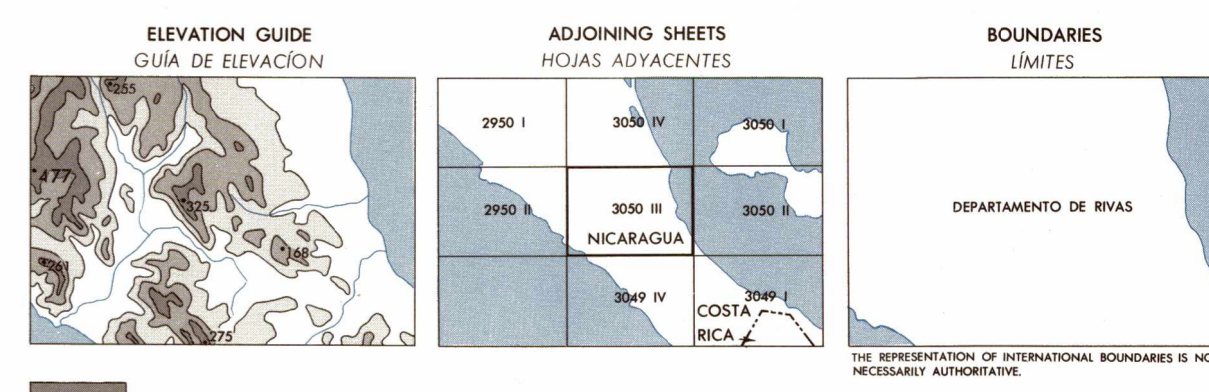 ELEVATION GUIDE
GUÍA DE ELEVACÍON
255
477
325
168
261
275
ADJOINING SHEETS
HOJAS ADYACENTES
2950 I
3050 IV
3050 I
2950 II
3050 III
3050 II
NICARAGUA
3049 IV
3049 I
COSTA
RICA
BOUNDARIES
LÍMITES
DEPARTAMENTO DE RIVAS
THE REPRESENTATION OF INTERNATIONAL BOUNDARIES IS NO
NECESSARILY AUTHORITATIVE.